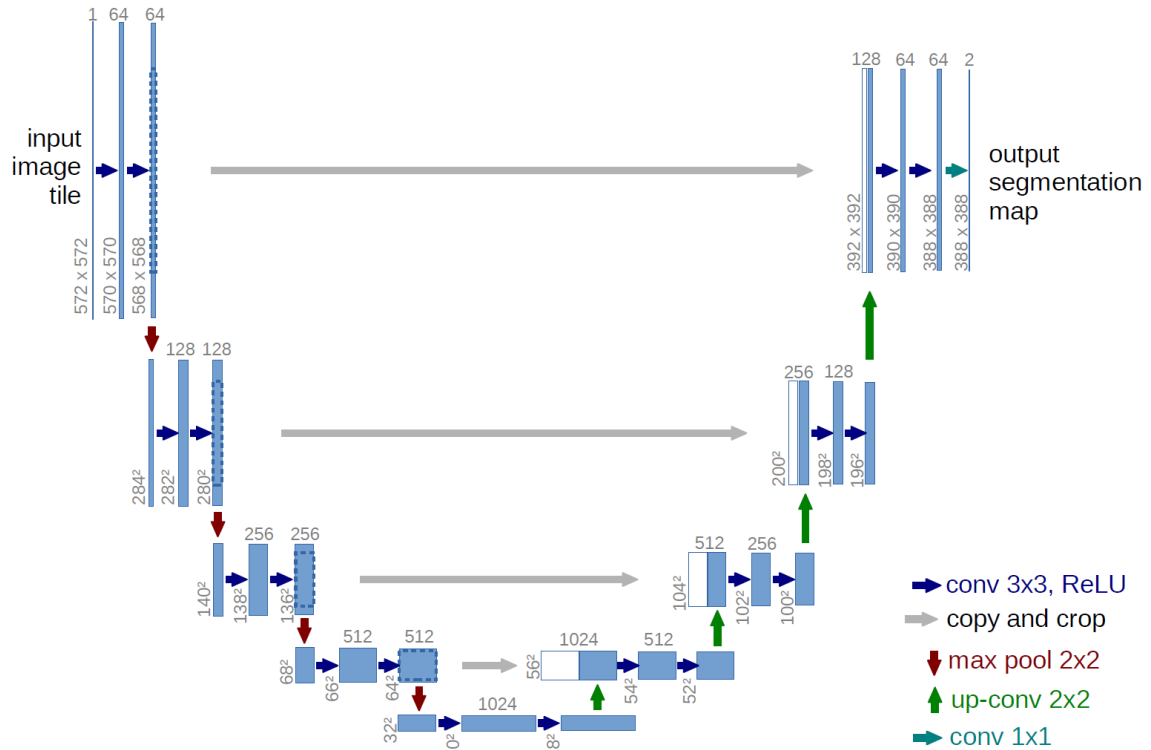 1 64 64
128
64 64 2
input
image
tile
output
segmentation
map
572 x 572
570 x 570
568 x 568
392 x 392
390 x 390
388 x 388
388 x 388
128 128
256 128
284²
282²
280²
200²
198²
196²
256 256
512 256
140²
138²
136²
104²
102²
100²
512 512
1024 512
68²
66²
64²
56²
54²
52²
1024
32²
0²
8²
conv 3x3, ReLU
copy and crop
max pool 2x2
up-conv 2x2
conv 1x1